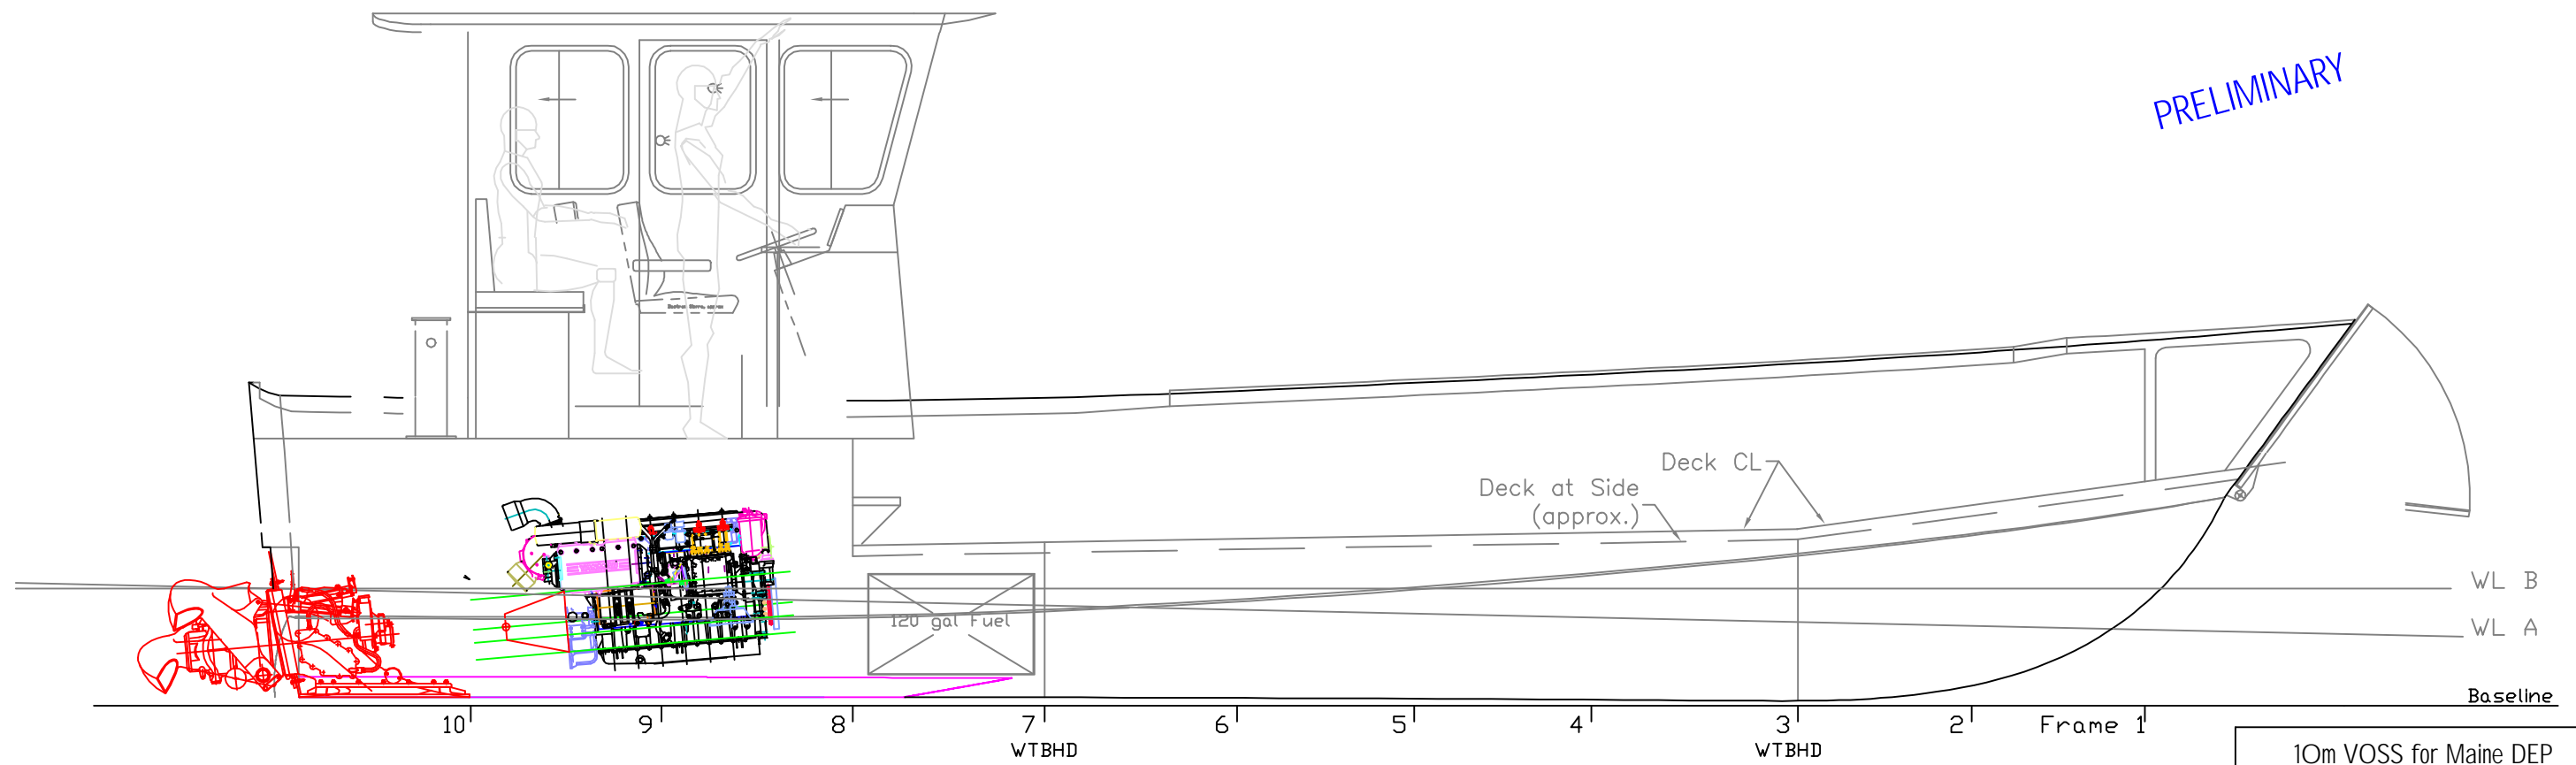 PRELIMINARY
Deck CL
Deck at Side
(approx.)
WL B
120 gal Fuel
WL A
Baseline
10 9 8 7 6 5 4 3 2 Frame 1
WTBHD WTBHD
10m VOSS for Maine DEP